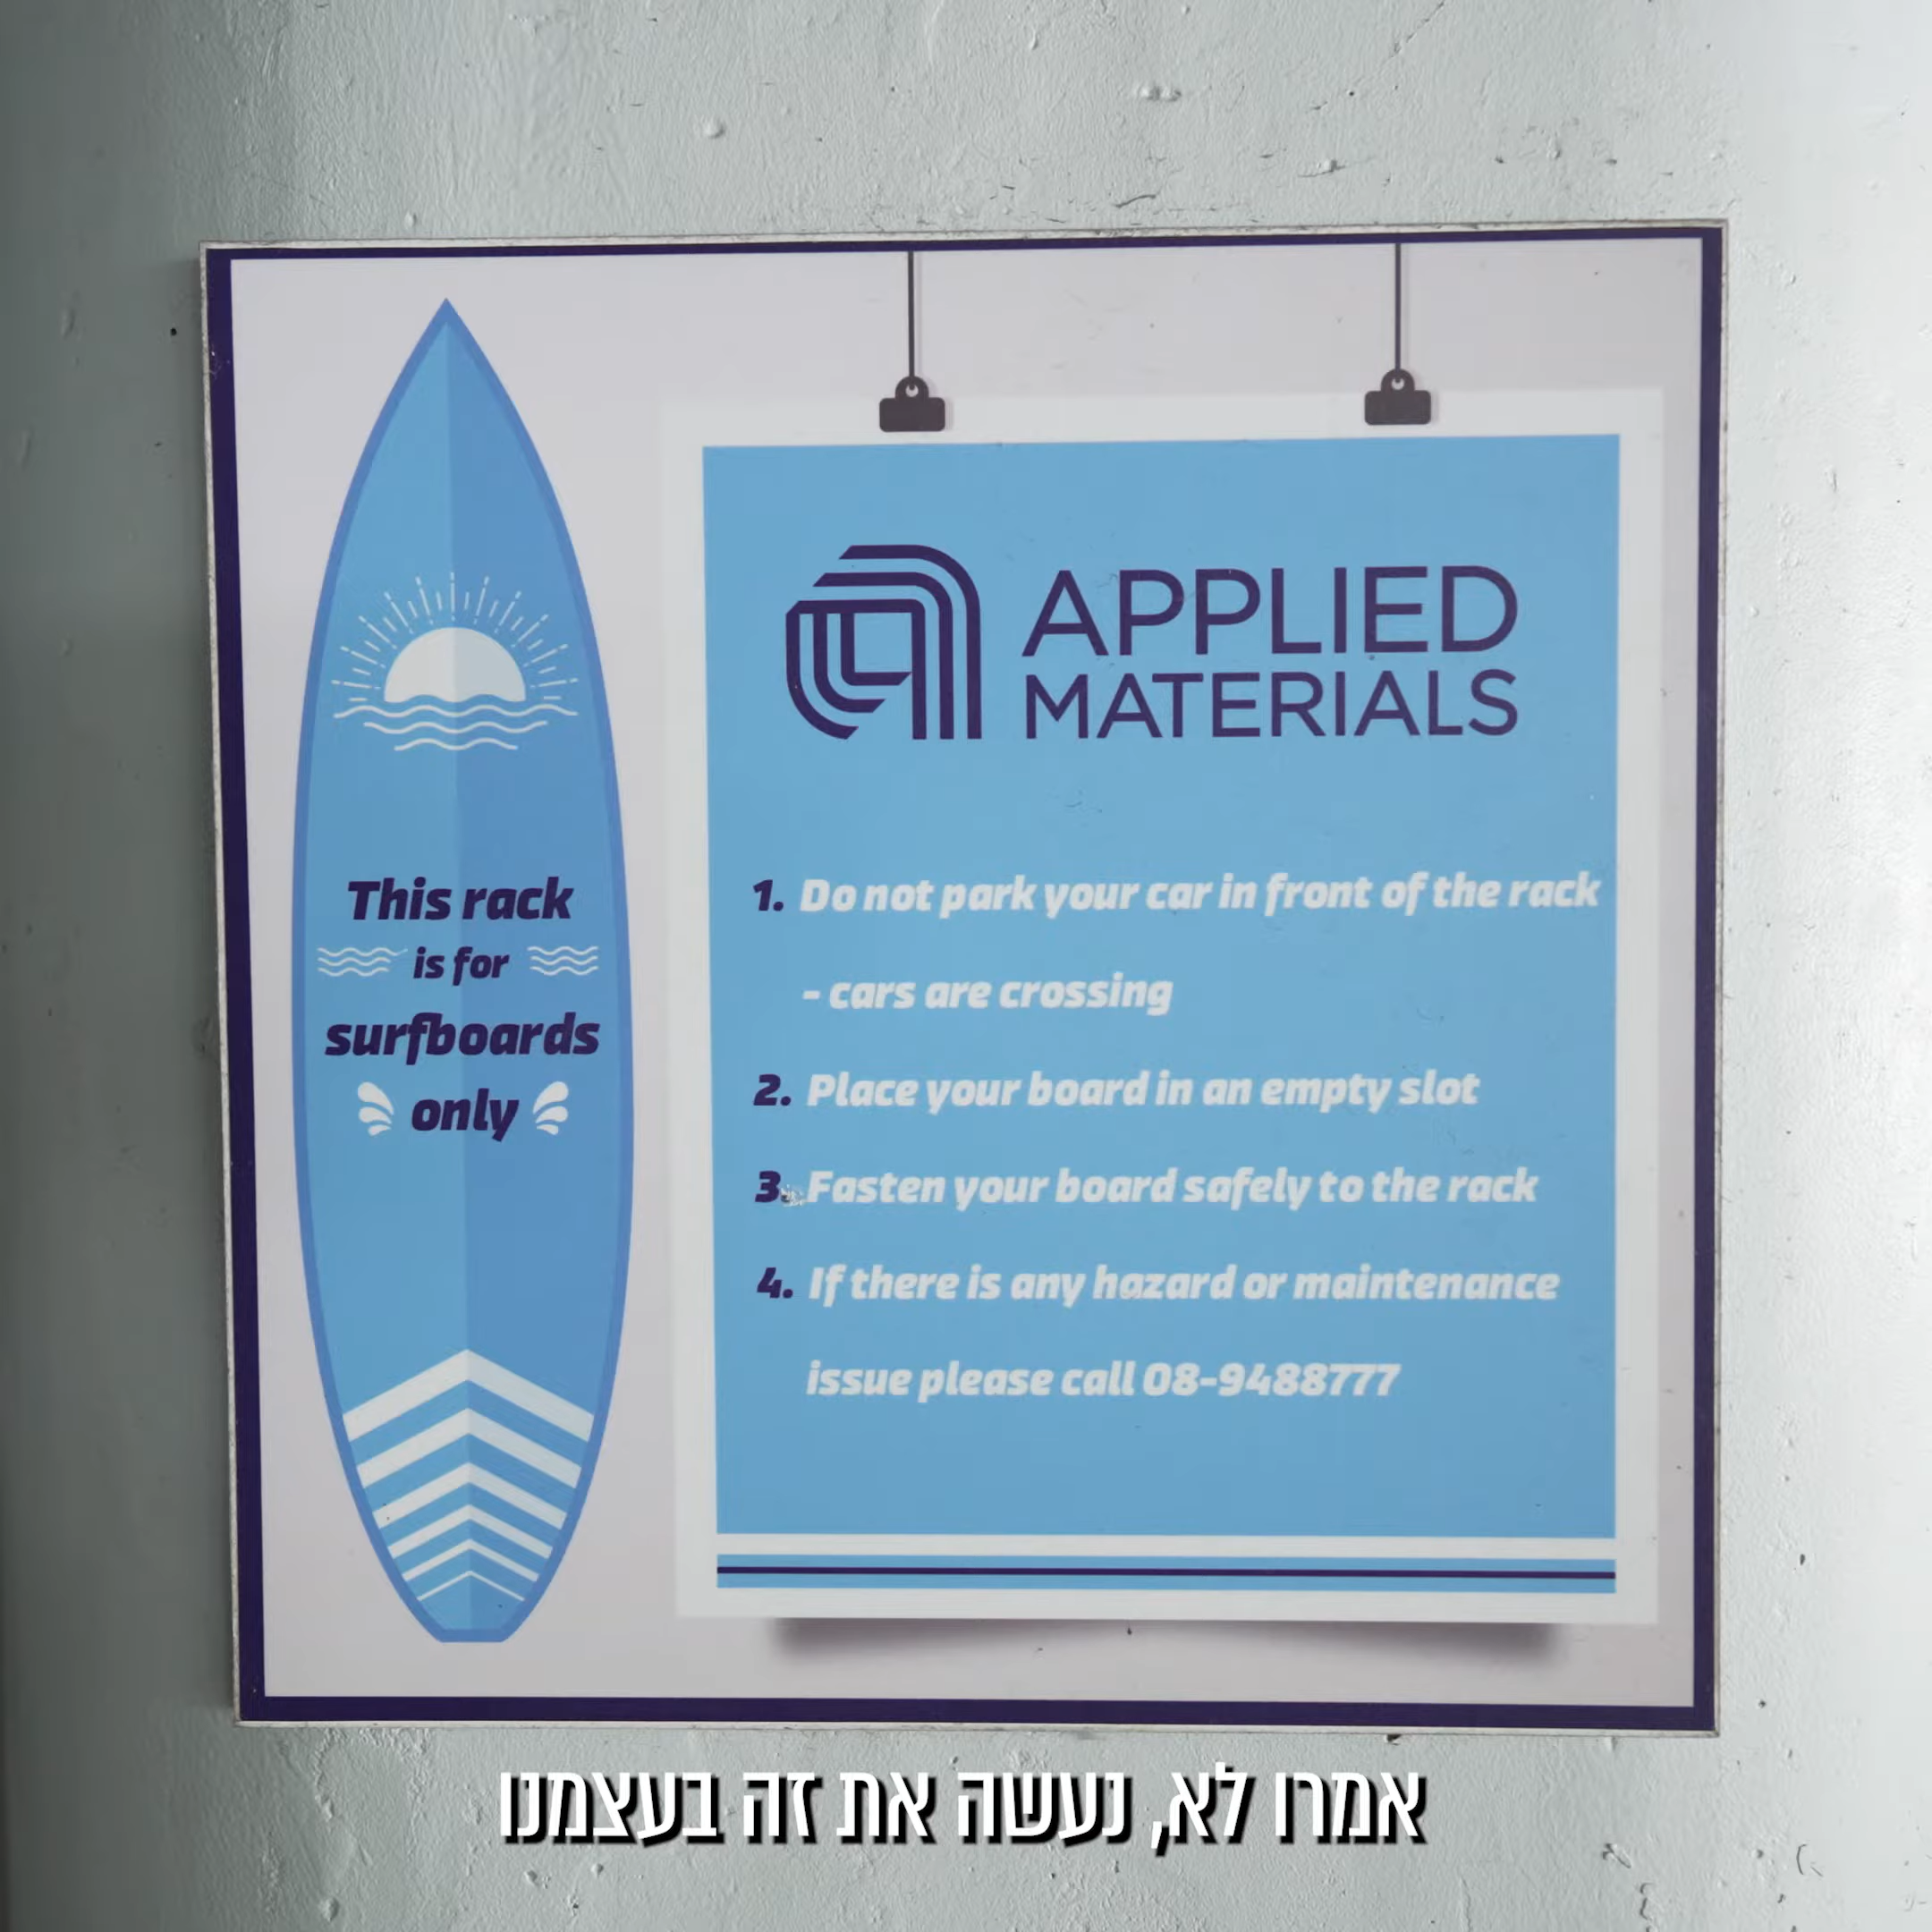 This rack
is for
surfboards
only
APPLIED
MATERIALS
1. Do not park your car in front of the rack
- cars are crossing
2. Place your board in an empty slot
3. Fasten your board safely to the rack
4. If there is any hazard or maintenance
issue please call 08-9488777
אמרו לא, נעשה את זה בעצמנו